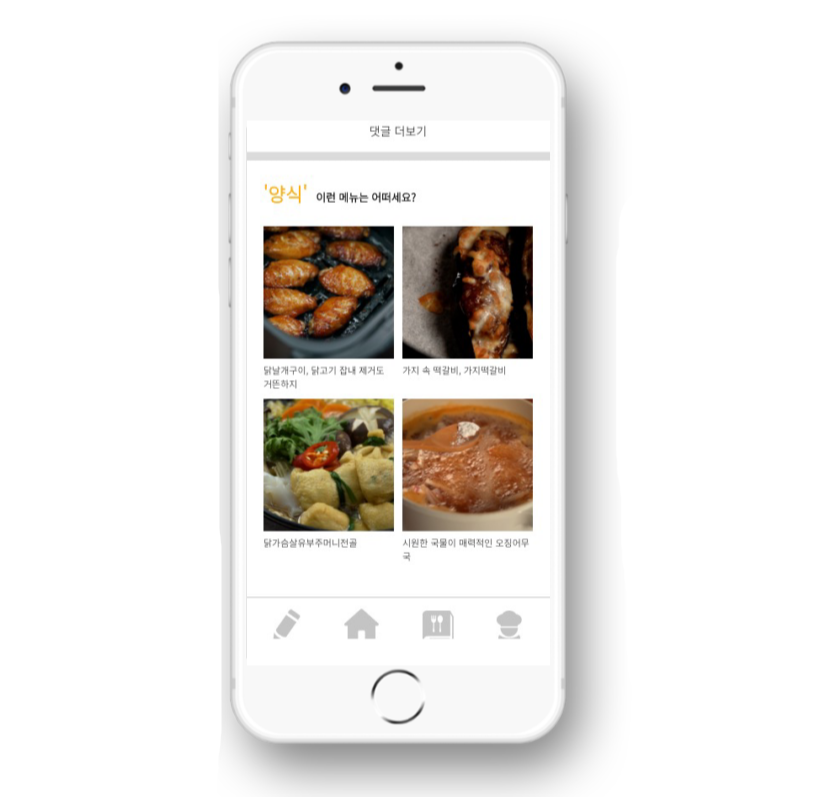 댓글 더보기
'양식' 이런 메뉴는 어떠세요?
닭날개구이, 닭고기 잡내 제거도
거뜬하지
가지 속 떡갈비, 가지떡갈비
닭가슴살유부주머니전골
시원한 국물이 매력적인 오징어무
국